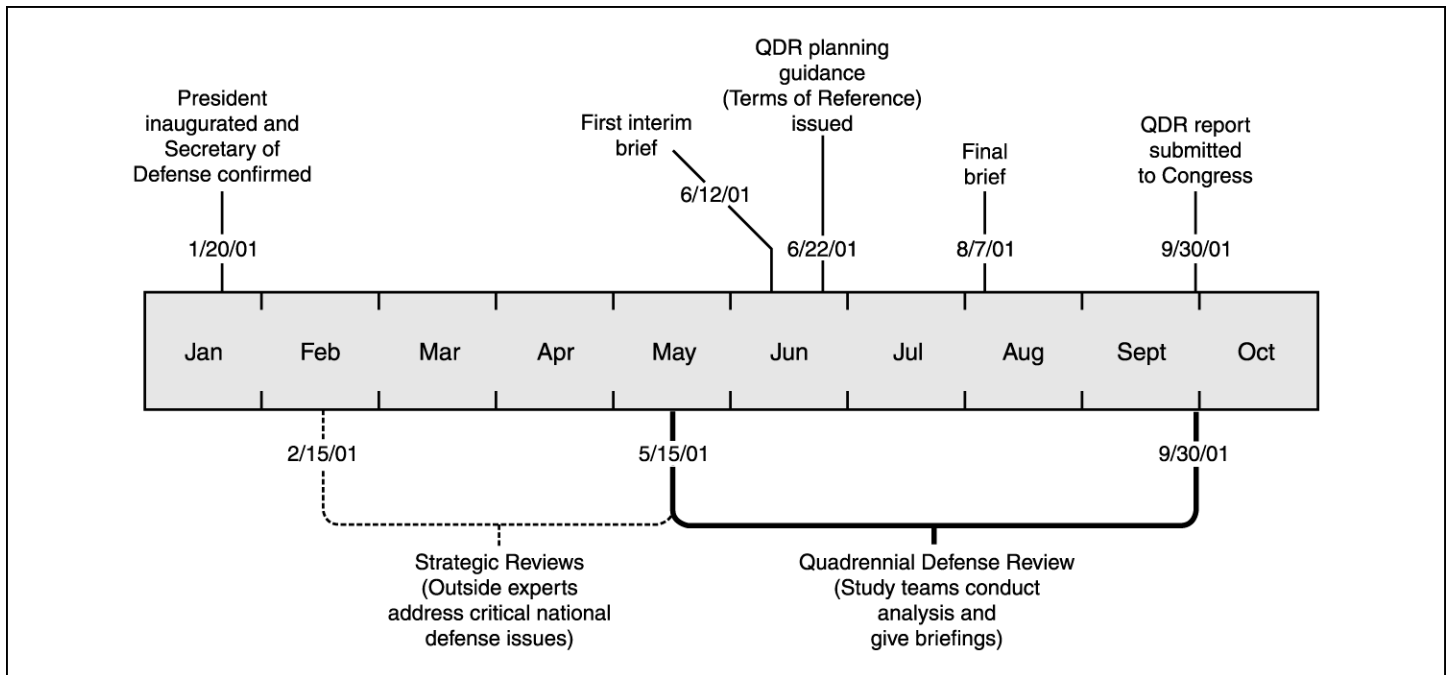 President
inaugurated and
Secretary of
Defense confirmed
1/20/01
First interim
brief
6/12/01
QDR planning
guidance
(Terms of Reference)
issued
6/22/01
Final
brief
8/7/01
QDR report
submitted
to Congress
9/30/01
Jan
Feb
Mar
Apr
May
Jun
Jul
Aug
Sept
Oct
2/15/01
5/15/01
9/30/01
Strategic Reviews
(Outside experts
address critical national
defense issues)
Quadrennial Defense Review
(Study teams conduct
analysis and
give briefings)